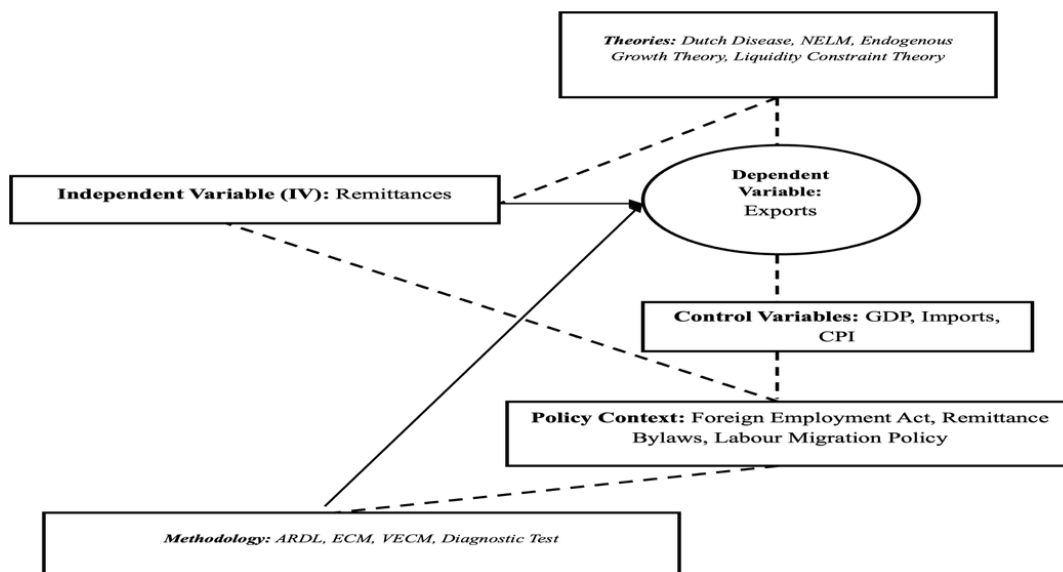 Theories: Dutch Disease, NELM, Endogenous
Growth Theory, Liquidity Constraint Theory
Independent Variable (IV): Remittances
Dependent
Variable:
Exports
Control Variables: GDP, Imports,
CPI
Policy Context: Foreign Employment Act, Remittance
Bylaws, Labour Migration Policy
Methodology: ARDL, ECM, VECM, Diagnostic Test